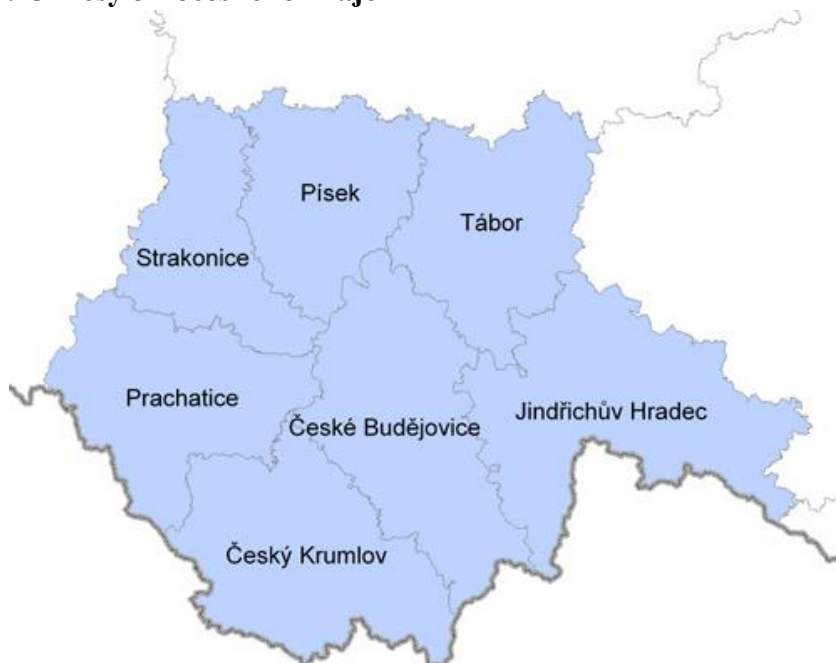 Písek
Tábor
Strakonice
Prachatice
Jindřichův Hradec
České Budějovice
Český Krumlov